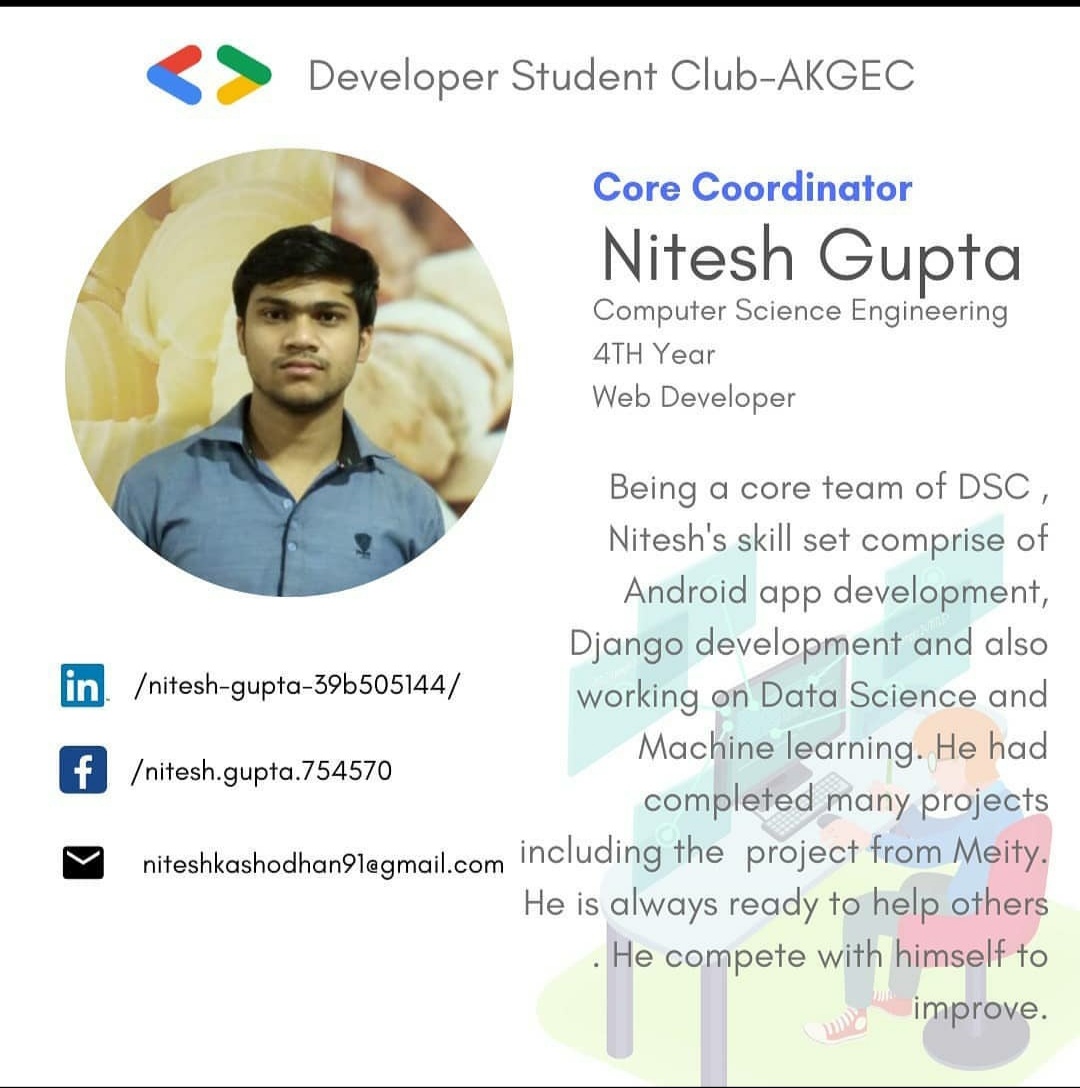 Developer Student Club-AKGEC
Core Coordinator
Nitesh Gupta
Computer Science Engineering
4TH Year
Web Developer
Being a core team of DSC ,
Nitesh's skill set comprise of
Android app development,
Django development and also
working on Data Science and
Machine learning. He had
completed many projects
including the project from Meity.
He is always ready to help others
. He compete with himself to
improve.
in
/nitesh-gupta-39b505144/
f
/nitesh.gupta.754570
niteshkashodhan91@gmail.com